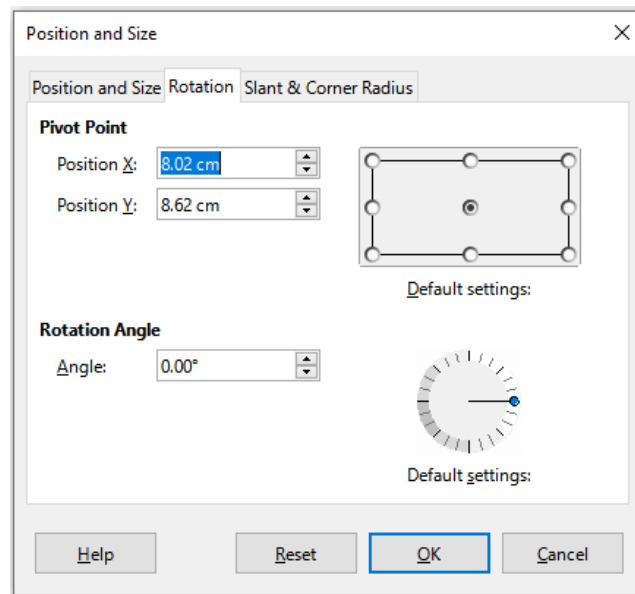 Position and Size
Position and Size Rotation Slant & Corner Radius
Pivot Point
Position X: 8.02 cm
Position Y: 8.62 cm
Default settings:
Rotation Angle
Angle: 0.00°
Default settings:
Help Reset OK Cancel